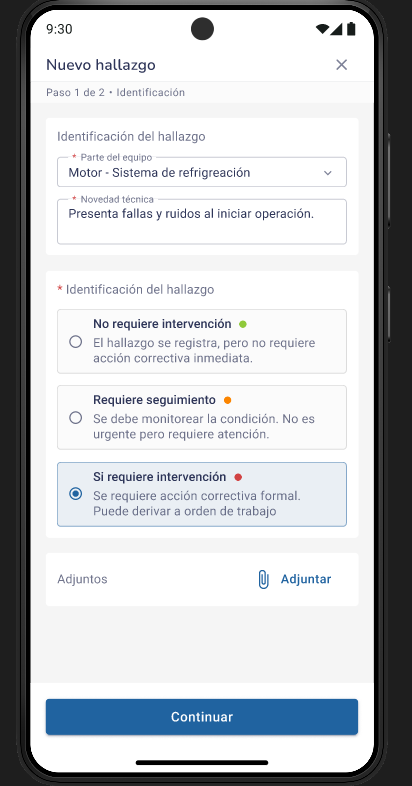 9:30
Nuevo hallazgo
Paso 1 de 2 • Identificación
Identificación del hallazgo
* Parte del equipo
Motor - Sistema de refrigreación
* Novedad técnica
Presenta fallas y ruidos al iniciar operación.
* Identificación del hallazgo
No requiere intervención
El hallazgo se registra, pero no requiere
acción correctiva inmediata.
Requiere seguimiento
Se debe monitorear la condición. No es
urgente pero requiere atención.
Si requiere intervención
Se requiere acción correctiva formal.
Puede derivar a orden de trabajo
Adjuntos
Adjuntar
Continuar